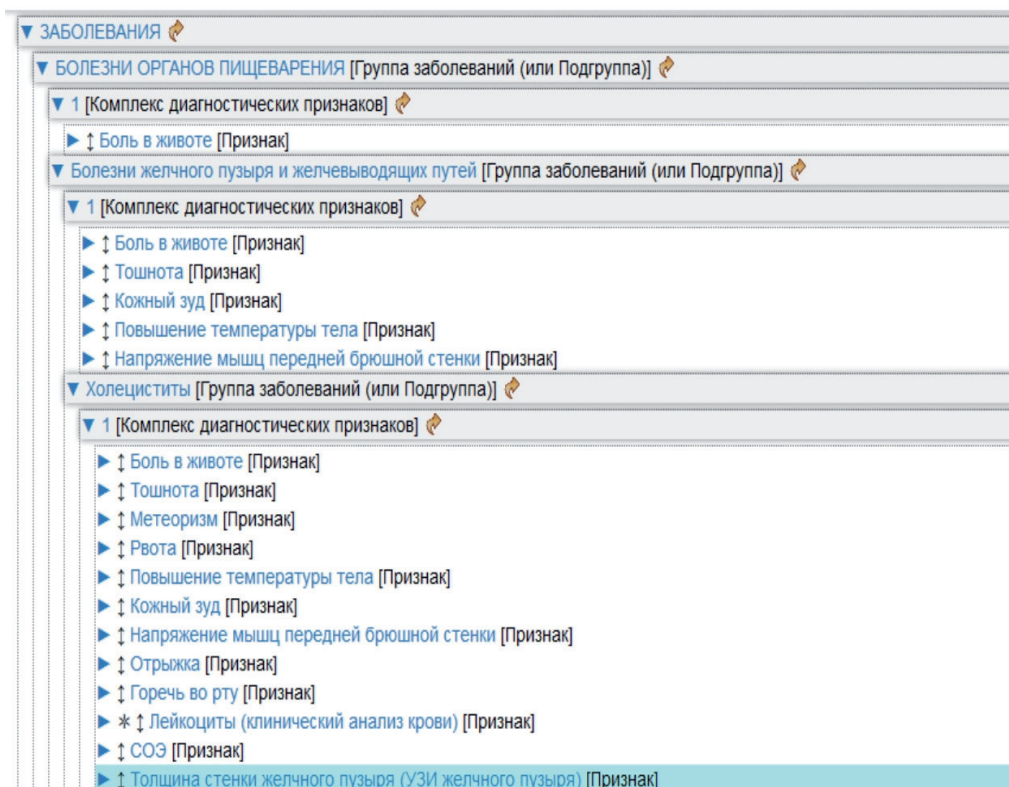 ЗАБОЛЕВАНИЯ
БОЛЕЗНИ ОРГАНОВ ПИЩЕВАРЕНИЯ [Группа заболеваний (или Подгруппа)]
1 [Комплекс диагностических признаков]
Боль в животе [Признак]
Болезни желчного пузыря и желчевыводящих путей [Группа заболеваний (или Подгруппа)]
1 [Комплекс диагностических признаков]
Боль в животе [Признак]
Тошнота [Признак]
Кожный зуд [Признак]
Повышение температуры тела [Признак]
Напряжение мышц передней брюшной стенки [Признак]
Холециститы [Группа заболеваний (или Подгруппа)]
1 [Комплекс диагностических признаков]
Боль в животе [Признак]
Тошнота [Признак]
Метеоризм [Признак]
Рвота [Признак]
Повышение температуры тела [Признак]
Кожный зуд [Признак]
Напряжение мышц передней брюшной стенки [Признак]
Отрыжка [Признак]
Горечь во рту [Признак]
* Лейкоциты (клинический анализ крови) [Признак]
СОЭ [Признак]
Толщина стенки желчного пузыря (УЗИ желчного пузыря) [Признак]